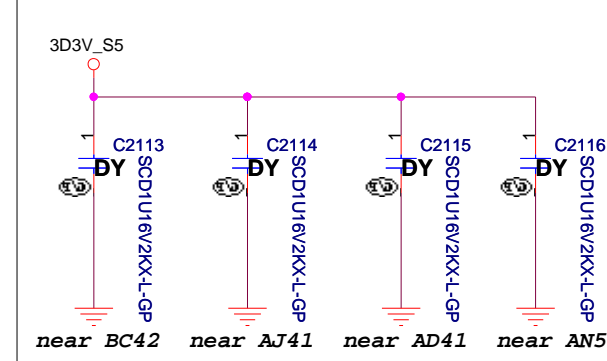 3D3V_S5
1
C2113
DY
SCD1U16V2KX-L-GP
near BC42
1
C2114
DY
SCD1U16V2KX-L-GP
near AJ41
1
C2115
DY
SCD1U16V2KX-L-GP
near AD41
1
C2116
DY
SCD1U16V2KX-L-GP
near AN5